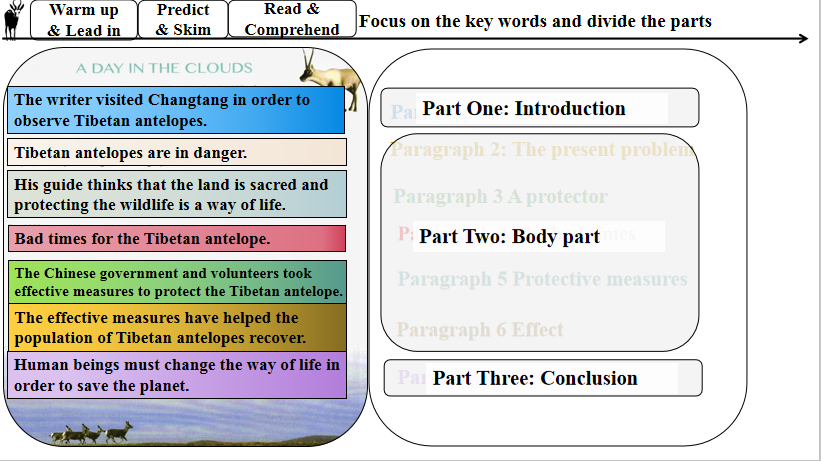 Warm up
& Lead in
Predict
& Skim
Read &
Comprehend
Focus on the key words and divide the parts
A DAY IN THE CLOUDS
The writer visited Changtang in order to
observe Tibetan antelopes.
Tibetan antelopes are in danger.
His guide thinks that the land is sacred and
protecting the wildlife is a way of life.
Bad times for the Tibetan antelope.
The Chinese government and volunteers took
effective measures to protect the Tibetan antelope.
The effective measures have helped the
population of Tibetan antelopes recover.
Human beings must change the way of life in
order to save the planet.
Part One: Introduction
Paragraph 2: The present problem
Paragraph 3 A protector
Part Two: Body part
Paragraph 5 Protective measures
Paragraph 6 Effect
Part Three: Conclusion